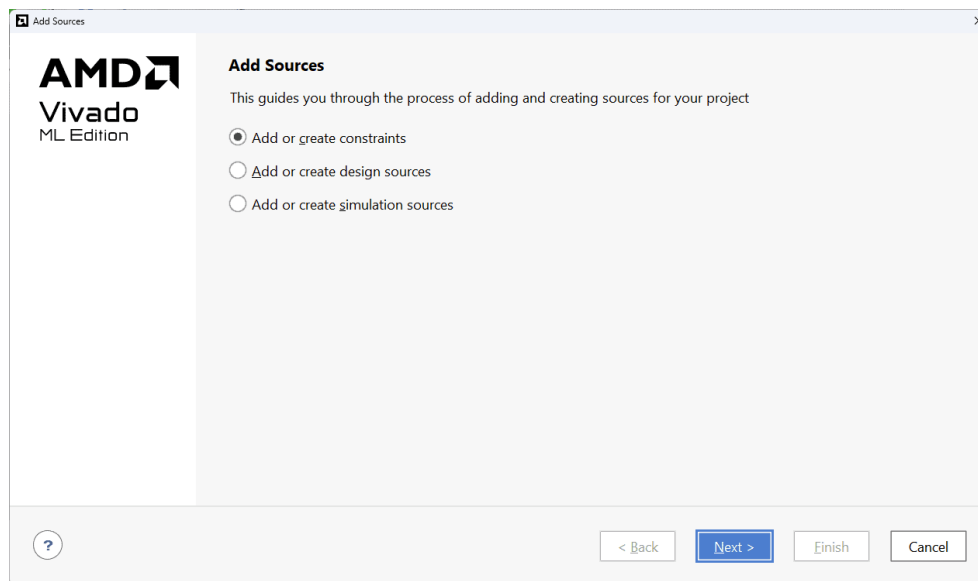 Add Sources
AMD
Vivado
ML Edition
Add Sources
This guides you through the process of adding and creating sources for your project
Add or create constraints
Add or create design sources
Add or create simulation sources
?
< Back
Next >
Finish
Cancel